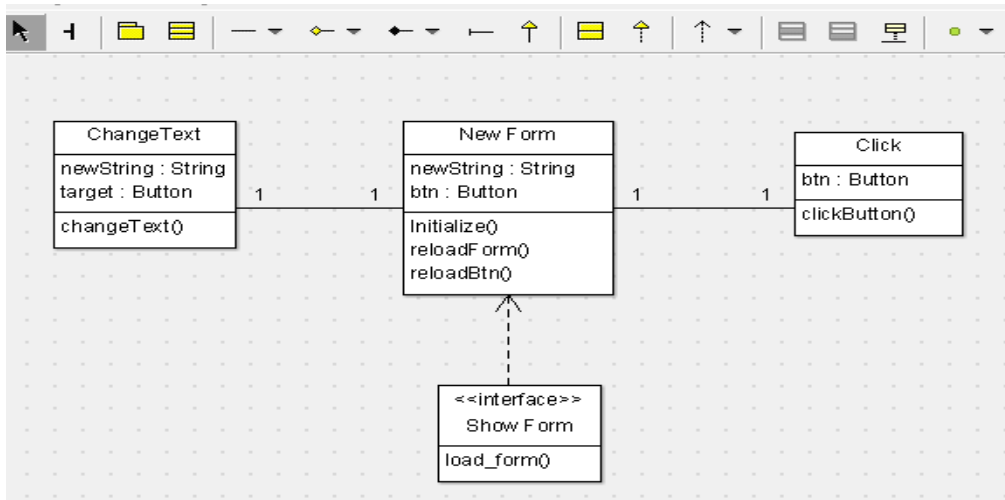 ChangeText
newString : String
target : Button
changeText()
1
1
New Form
newString : String
btn : Button
Initialize()
reloadForm()
reloadBtn()
1
1
Click
btn : Button
clickButton()
<<interface>>
Show Form
load_form()